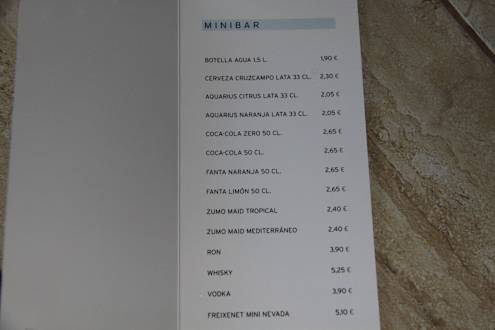 MINIBAR
BOTELLA AGUA 1,5 L. 1,90 €
CERVEZA CRUZCAMPO LATA 33 CL. 2,30 €
AQUARIUS CITRUS LATA 33 CL. 2,05 €
AQUARIUS NARANJA LATA 33 CL. 2,05 €
COCA-COLA ZERO 50 CL. 2,65 €
COCA-COLA 50 CL. 2,65 €
FANTA NARANJA 50 CL. 2,65 €
FANTA LIMÓN 50 CL. 2,65 €
ZUMO MAID TROPICAL 2,40 €
ZUMO MAID MEDITERRÁNEO 2,40 €
RON 3,90 €
WHISKY 5,25 €
VODKA 3,90 €
FREIXENET MINI NEVADA 5,10 €